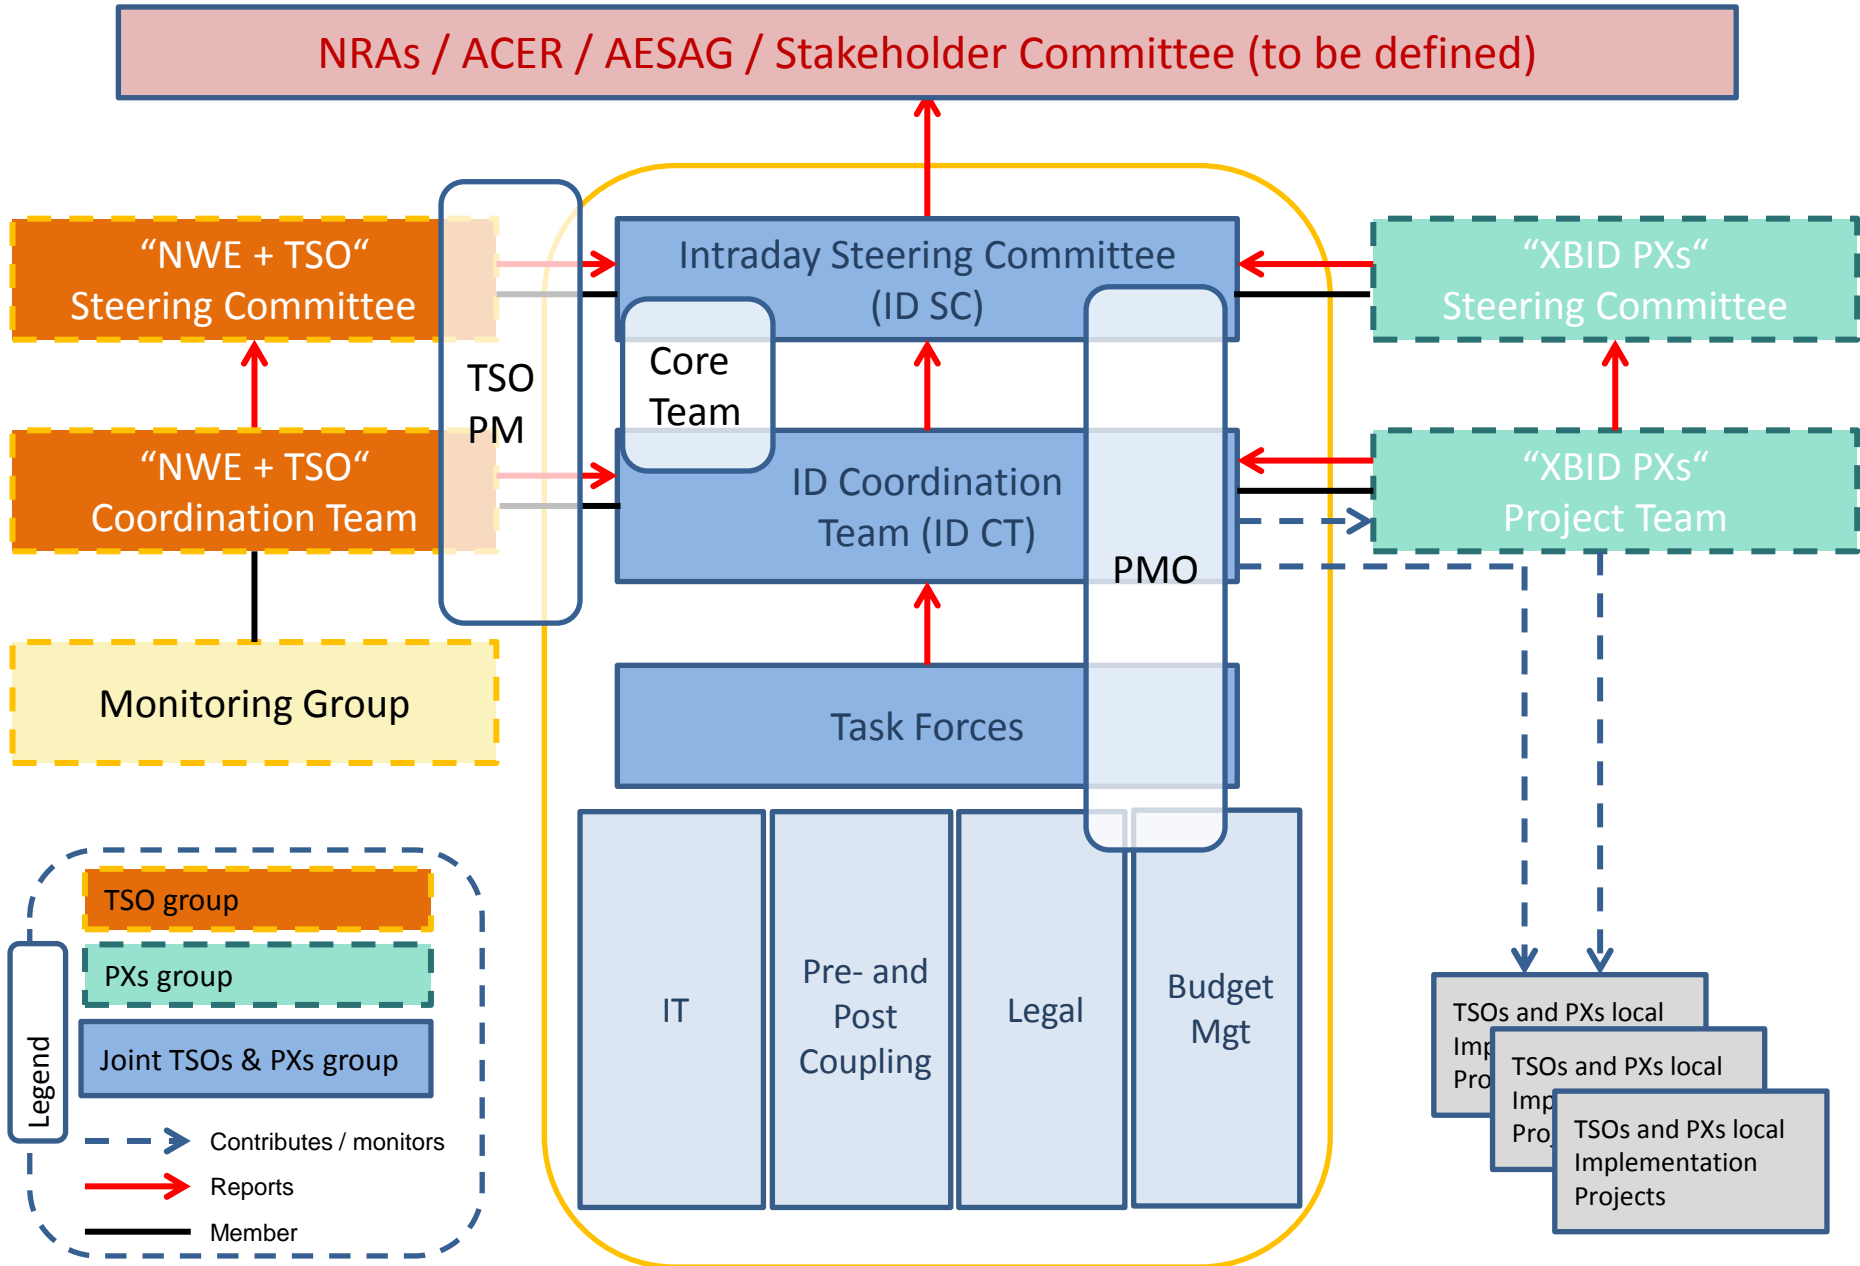 NRAs / ACER / AESAG / Stakeholder Committee (to be defined)
“NWE + TSO“
Steering Committee
TSO
PM
Intraday Steering Committee
(ID SC)
Core
Team
“XBID PXs“
Steering Committee
“NWE + TSO“
Coordination Team
ID Coordination
Team (ID CT)
PMO
“XBID PXs“
Project Team
Monitoring Group
Task Forces
IT
Pre- and
Post
Coupling
Legal
Budget
Mgt
TSOs and PXs local
Imp
Pro
TSOs and PXs local
Imp
Proj
TSOs and PXs local
Implementation
Projects
Legend
TSO group
PXs group
Joint TSOs & PXs group
Contributes / monitors
Reports
Member